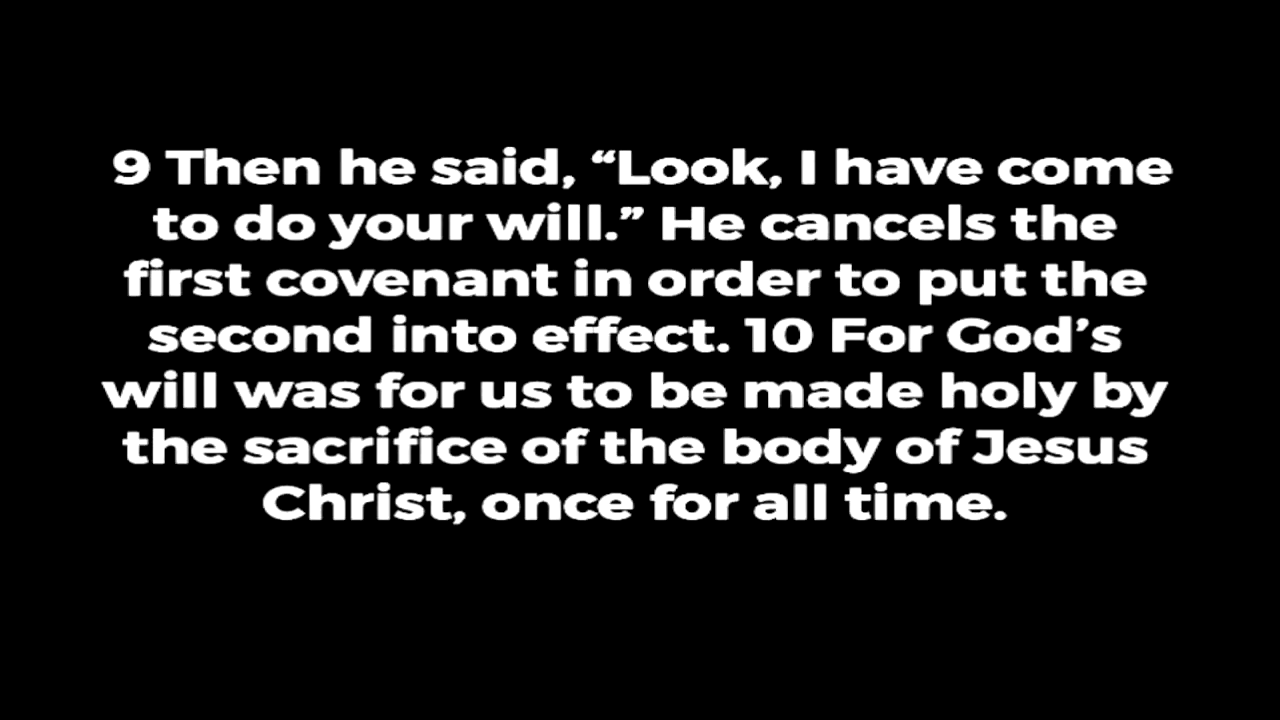 9 Then he said, “Look, I have come
to do your will.” He cancels the
first covenant in order to put the
second into effect. 10 For God’s
will was for us to be made holy by
the sacrifice of the body of Jesus
Christ, once for all time.